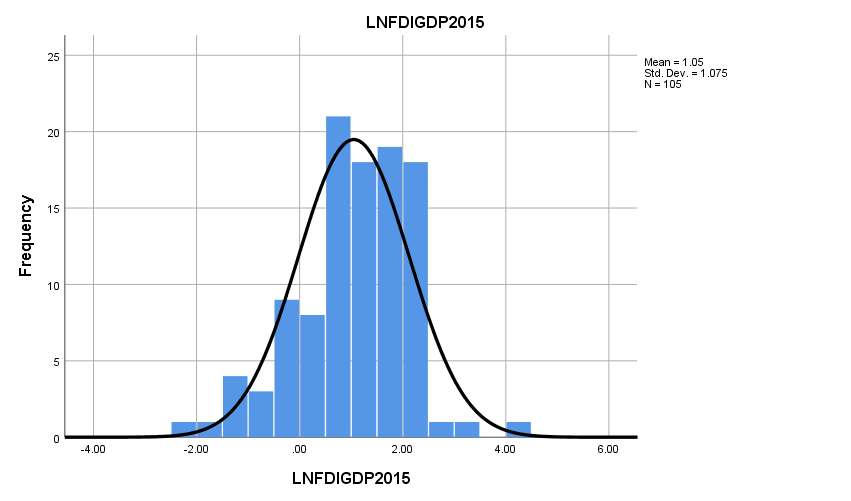 LNFDIGDP2015
Mean = 1.05
Std. Dev. = 1.075
N = 105
Frequency
25
20
15
10
5
0
-4.00
-2.00
.00
2.00
4.00
6.00
LNFDIGDP2015